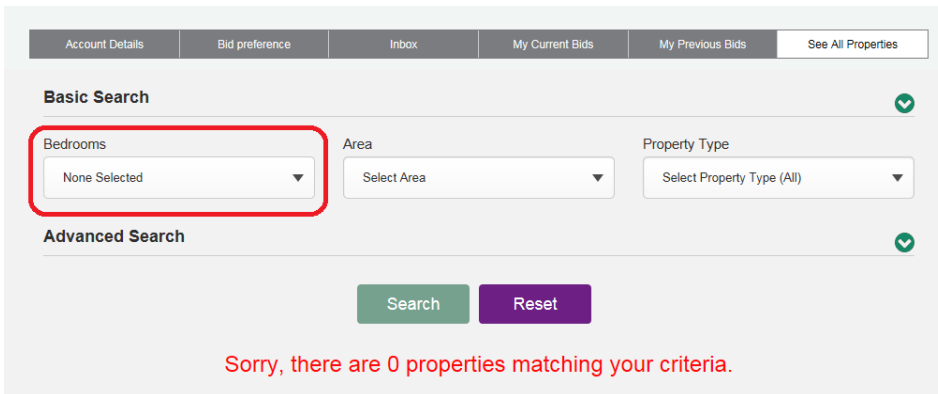 Account Details Bid preference Inbox My Current Bids My Previous Bids See All Properties
Basic Search
Bedrooms Area Property Type
None Selected Select Area Select Property Type (All)
Advanced Search
Search Reset
Sorry, there are 0 properties matching your criteria.